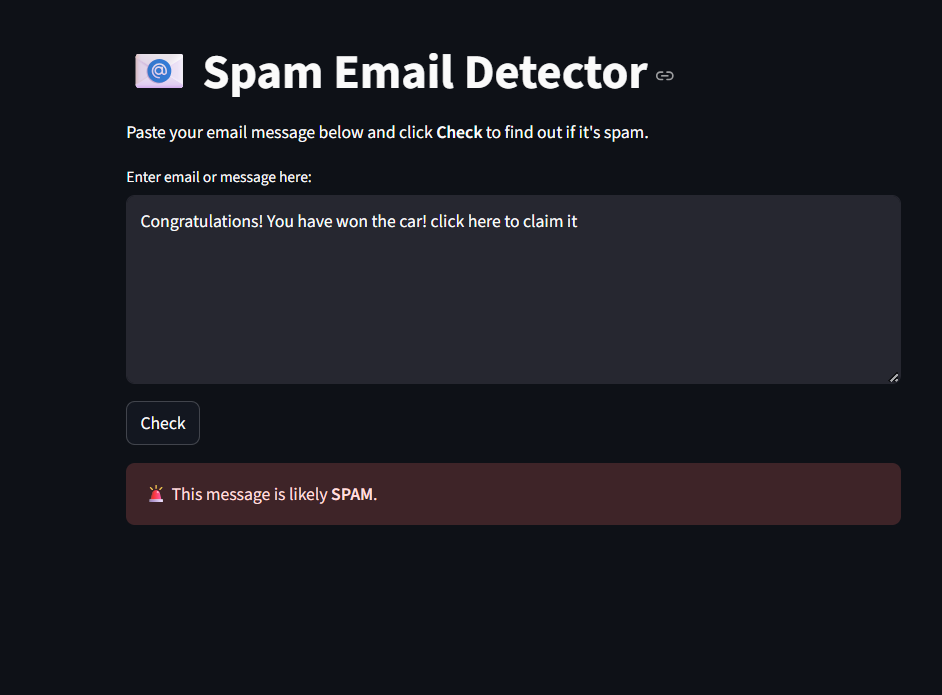 Spam Email Detector
Paste your email message below and click Check to find out if it's spam.
Enter email or message here:
Congratulations! You have won the car! click here to claim it
Check
This message is likely SPAM.